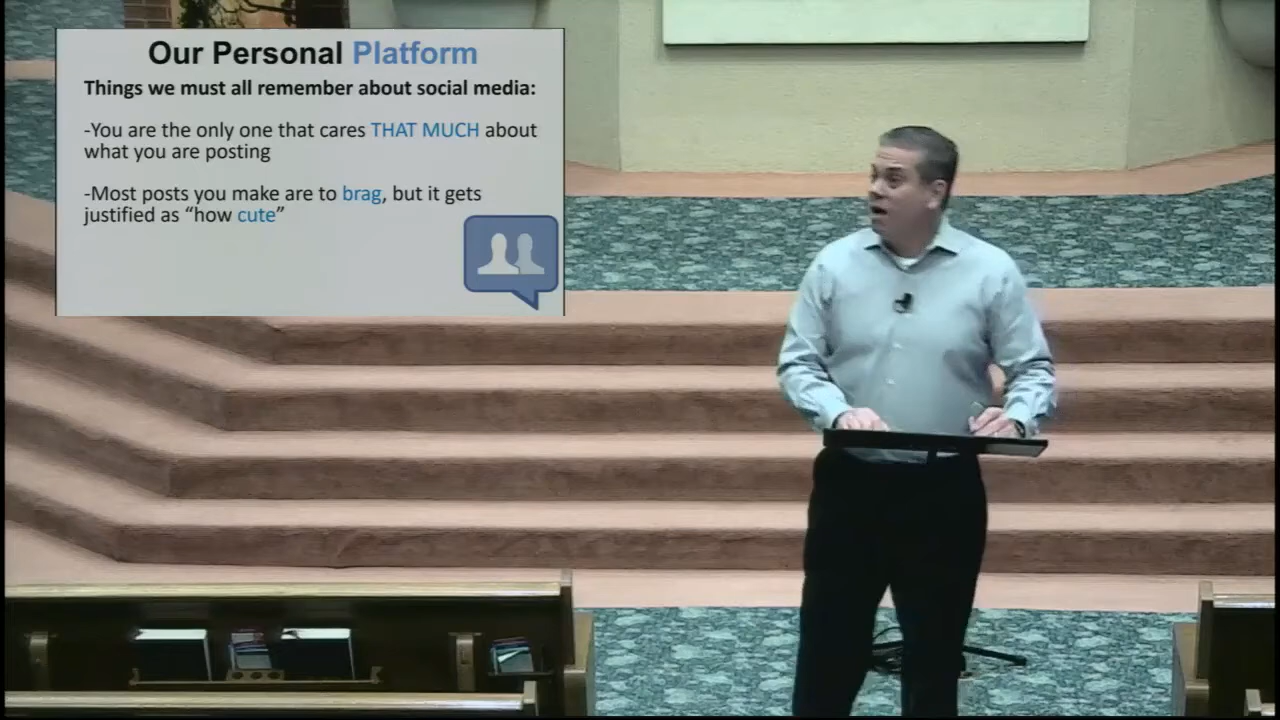 Our Personal Platform
Things we must all remember about social media:
-You are the only one that cares THAT MUCH about
what you are posting
-Most posts you make are to brag, but it gets
justified as “how cute”